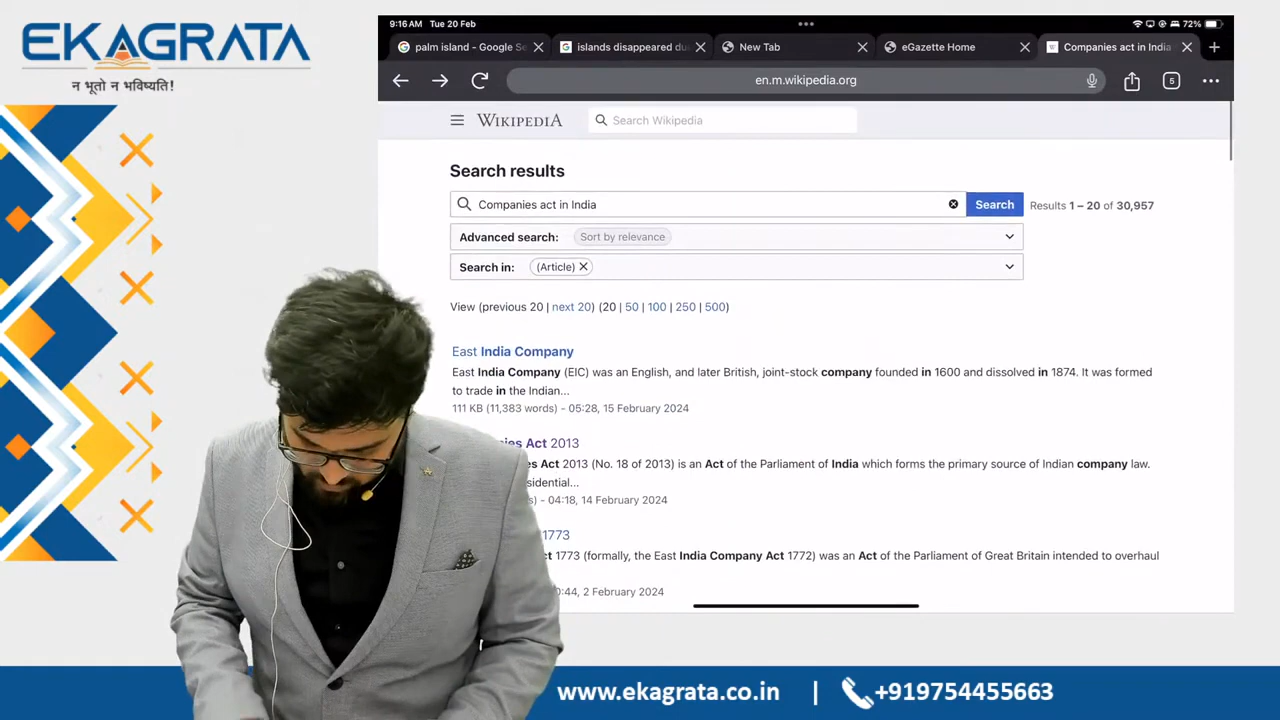 EKAGRATA
न भूतो न भविष्यति!
9:16 AM Tue 20 Feb
72%
palm island - Google Se
islands disappeared du
New Tab
eGazette Home
Companies act in India
en.m.wikipedia.org
5
WIKIPEDIA
Search Wikipedia
Search results
Companies act in India
Search
Results 1 – 20 of 30,957
Advanced search: Sort by relevance
Search in: (Article)
View (previous 20 | next 20) (20 | 50 | 100 | 250 | 500)
East India Company
East India Company (EIC) was an English, and later British, joint-stock company founded in 1600 and dissolved in 1874. It was formed
to trade in the Indian...
111 KB (11,383 words) - 05:28, 15 February 2024
nies Act 2013
es Act 2013 (No. 18 of 2013) is an Act of the Parliament of India which forms the primary source of Indian company law.
sidential...
ds) - 04:18, 14 February 2024
1773
ct 1773 (formally, the East India Company Act 1772) was an Act of the Parliament of Great Britain intended to overhaul
:44, 2 February 2024
www.ekagrata.co.in | +919754455663